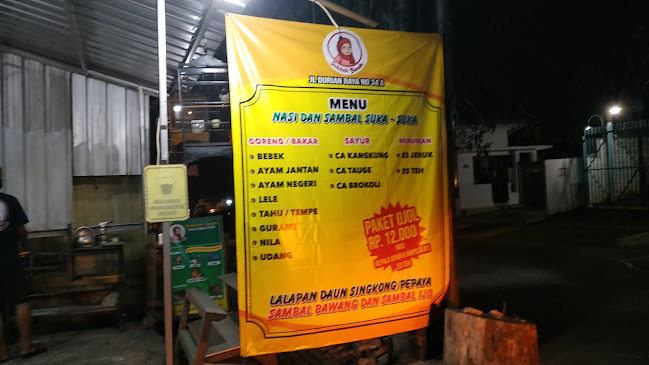 JL DURIAN RAYA NO 34 A
MENU
NASI DAN SAMBAL SUKA - SUKA
GORENG / BAKAR
BEBEK
AYAM JANTAN
AYAM NEGERI
LELE
TAHU / TEMPE
GURAME
NILA
UDANG
SAYUR
CA KANGKUNG
CA TAUGE
CA BROKOLI
MINUMAN
ES JERUK
ES TEH
PAKET OJOL
RP. 12.000
NASI
LALAPAN DAUN SINGKONG PEPAYA
SAMBAL BAWANG DAN SAMBAL IJO